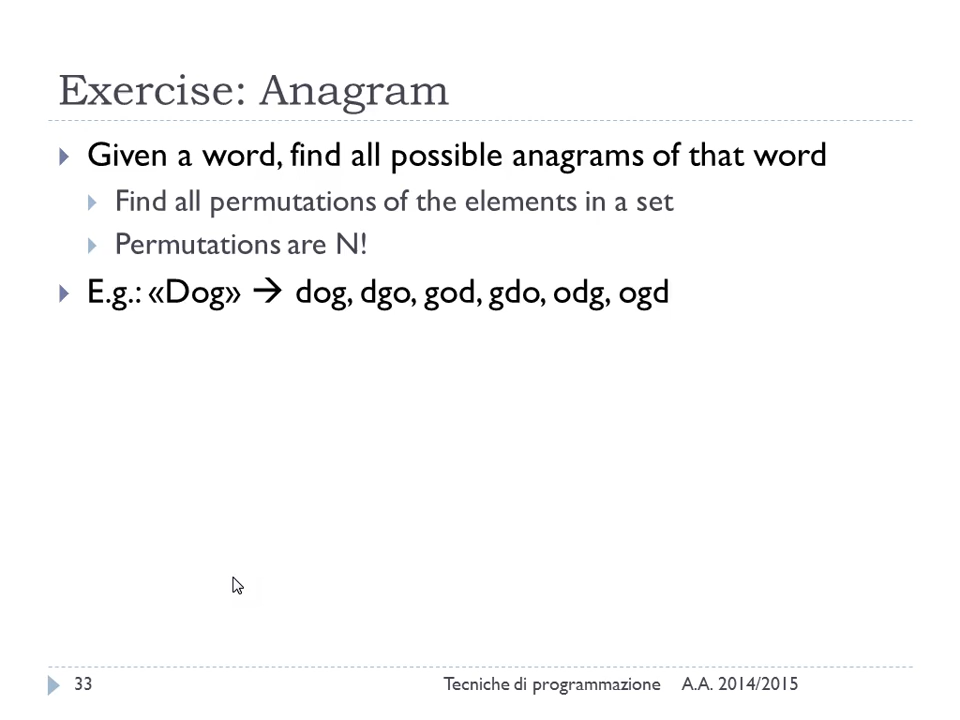 Exercise: Anagram
Given a word, find all possible anagrams of that word
Find all permutations of the elements in a set
Permutations are N!
E.g.: «Dog» → dog, dgo, god, gdo, odg, ogd
33 Tecniche di programmazione A.A. 2014/2015